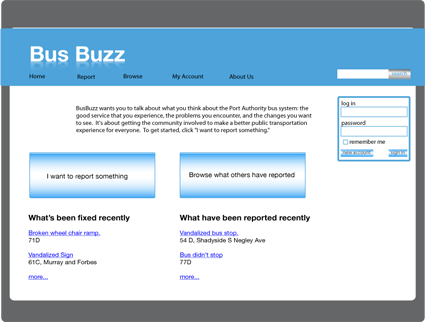 Bus Buzz
Home Report Browse My Account About Us
BusBuzz wants you to talk about what you think about the Port Authority bus system: the
good service that you experience, the problems you encounter, and the changes you want
to see. It's about getting the community involved to make a better public transportation
experience for everyone. To get started, click "I want to report something."
log in
password
remember me
I want to report something
Browse what others have reported
What's been fixed recently
Broken wheel chair ramp.
71D
Vandalized Sign
61C, Murray and Forbes
more...
What have been reported recently
Vandalized bus stop.
54 D, Shadyside S Negley Ave
Bus didn't stop
77D
more...